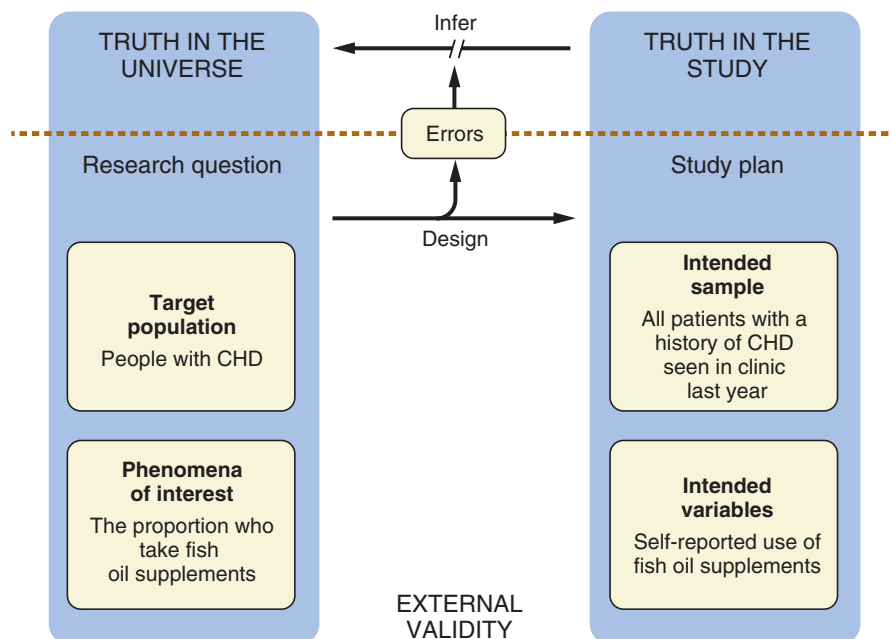 TRUTH IN THE
UNIVERSE
Infer
TRUTH IN THE
STUDY
Errors
Research question
Study plan
Design
Target
population
People with CHD
Intended
sample
All patients with a
history of CHD
seen in clinic
last year
Phenomena
of interest
The proportion who
take fish
oil supplements
Intended
variables
Self-reported use of
fish oil supplements
EXTERNAL
VALIDITY